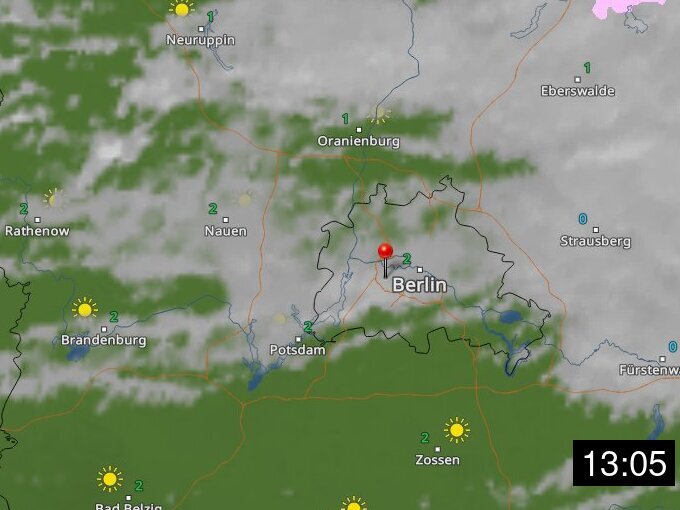 1
Neuruppin
1
Eberswalde
1
Oranienburg
2
Rathenow
2
Nauen
0
Strausberg
2
Berlin
2
Brandenburg
2
Potsdam
0
Fürstenwa
2
Zossen
13:05
2
Bad Belzig